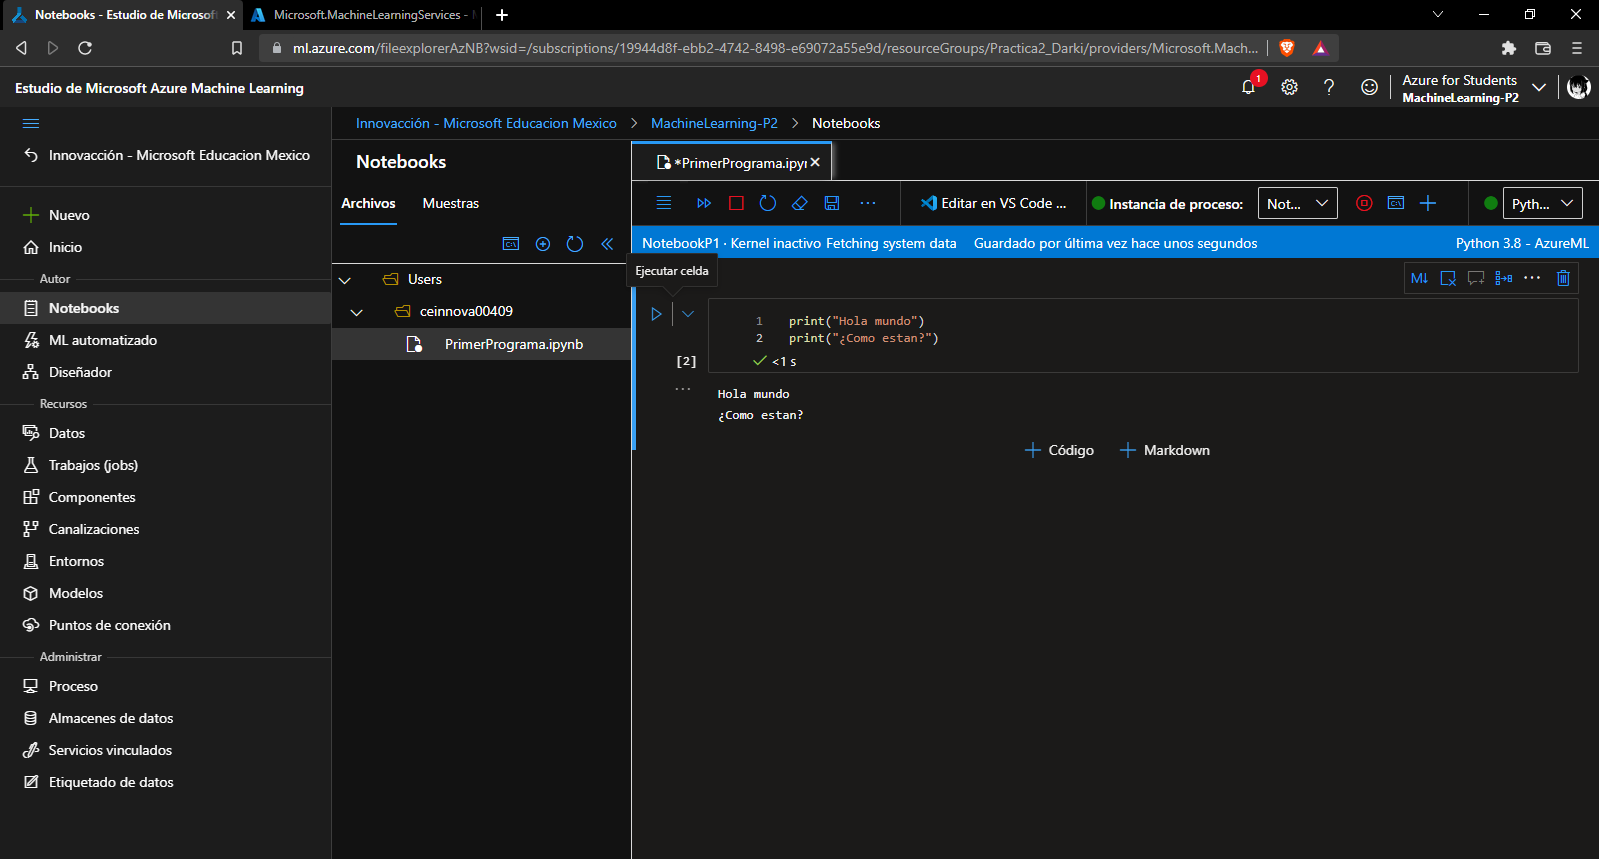 Notebooks - Estudio de Microsoft
Microsoft.MachineLearningServices -
ml.azure.com/fileexplorerAzNB?wsid=/subscriptions/19944d8f-ebb2-4742-8498-e69072a55e9d/resourceGroups/Practica2_Darki/providers/Microsoft.Mach...
Estudio de Microsoft Azure Machine Learning
1
Azure for Students
MachineLearning-P2
Innovacción - Microsoft Educacion Mexico
Nuevo
Inicio
Autor
Notebooks
ML automatizado
Diseñador
Recursos
Datos
Trabajos (jobs)
Componentes
Canalizaciones
Entornos
Modelos
Puntos de conexión
Administrar
Proceso
Almacenes de datos
Servicios vinculados
Etiquetado de datos
Innovacción - Microsoft Educacion Mexico > MachineLearning-P2 > Notebooks
Notebooks
Archivos Muestras
Users
ceinnova00409
PrimerPrograma.ipynb
*PrimerPrograma.ipyn
Editar en VS Code ... Instancia de proceso: Not... Pyth...
NotebookP1 · Kernel inactivo Fetching system data Guardado por última vez hace unos segundos Python 3.8 - AzureML
Ejecutar celda
M↓
1 print("Hola mundo")
2 print("¿Como estan?")
[2] <1 s
Hola mundo
¿Como estan?
Código Markdown